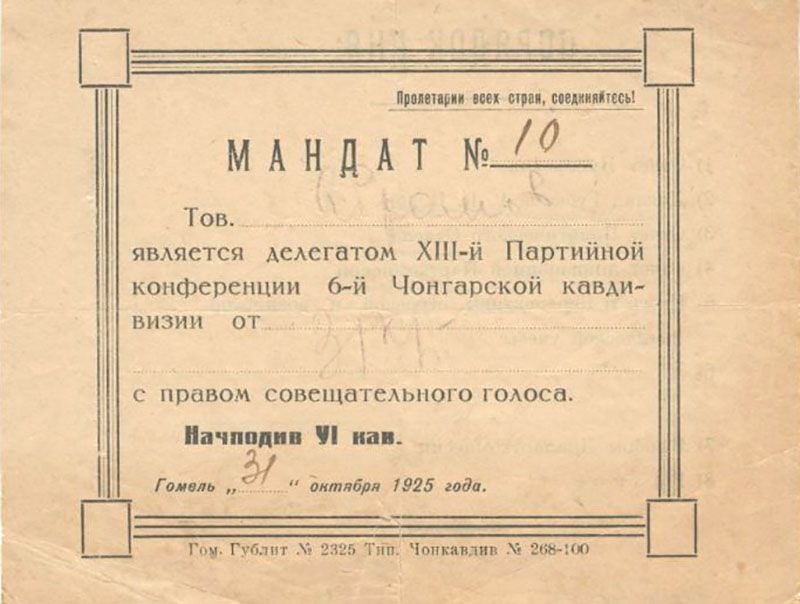 Пролетарии всех стран, соединяйтесь!
МАНДАТ № 10
Тов.
является делегатом XIII-й Партийной
конференции 6-й Чонгарской кавди-
визии от
с правом совещательного голоса.
Начподив VI кав.
Гомель „ 31 “ октября 1925 года.
Гом. Гублит № 2325 Тип. Чонкавдив № 268-100